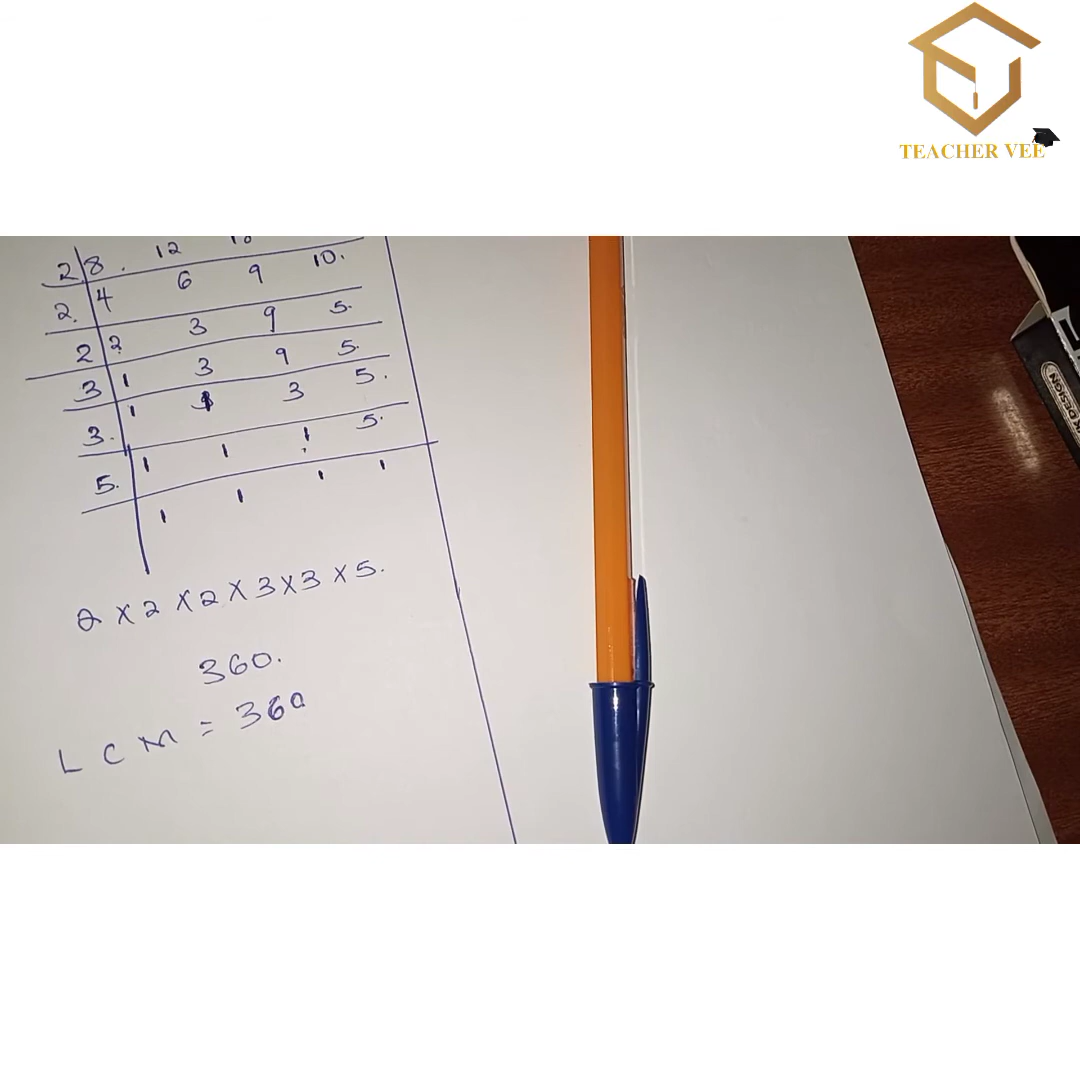 TEACHER VEE
2 8. 12
2. 4 6 9 10.
2 2 3 9 5.
3 1 3 9 5.
3. 1 1 3 5.
5. 1 1 1 5.
1 1 1 1
2 X 2 X 2 X 3 X 3 X 5.
360.
L C M = 360
DESIGN